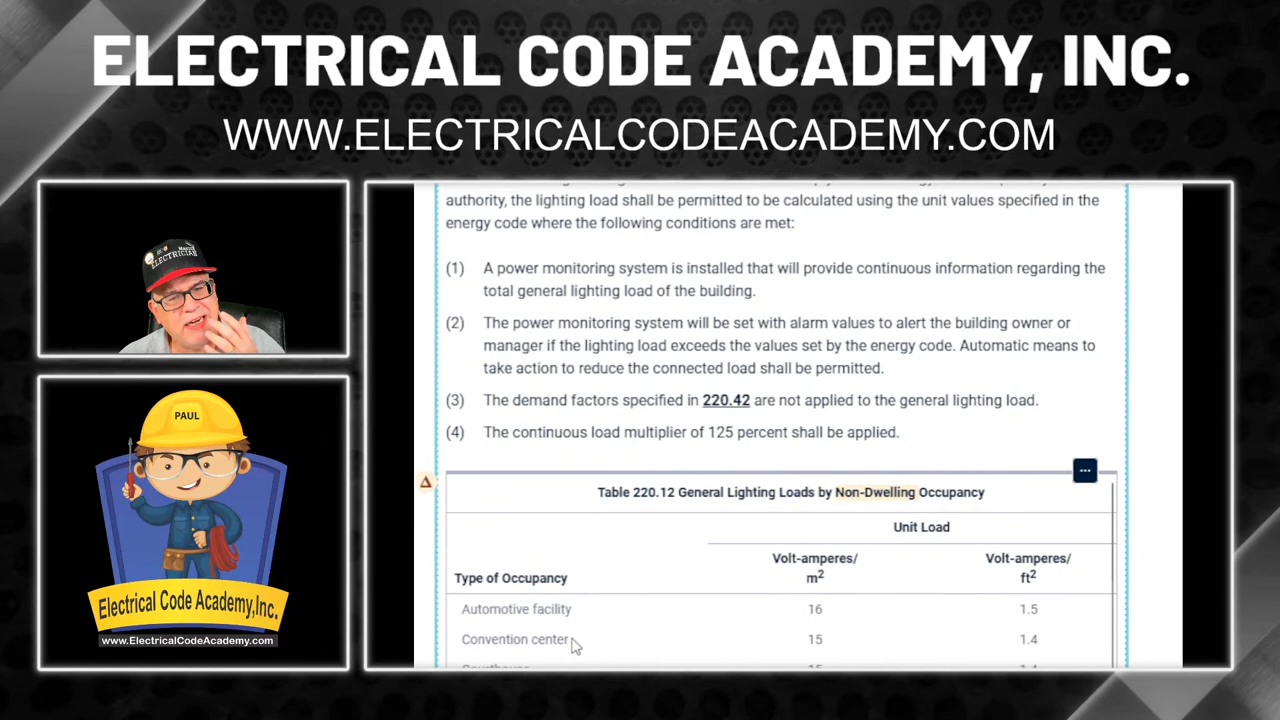 ELECTRICAL CODE ACADEMY, INC.
WWW.ELECTRICALCODEACADEMY.COM
authority, the lighting load shall be permitted to be calculated using the unit values specified in the
energy code where the following conditions are met:
(1) A power monitoring system is installed that will provide continuous information regarding the
total general lighting load of the building.
(2) The power monitoring system will be set with alarm values to alert the building owner or
manager if the lighting load exceeds the values set by the energy code. Automatic means to
take action to reduce the connected load shall be permitted.
(3) The demand factors specified in 220.42 are not applied to the general lighting load.
(4) The continuous load multiplier of 125 percent shall be applied.
Δ
Table 220.12 General Lighting Loads by Non-Dwelling Occupancy
Unit Load
Type of Occupancy Volt-amperes/ m² Volt-amperes/ ft²
Automotive facility 16 1.5
Convention center 15 1.4
ELECTRICIAN
PAUL
Electrical Code Academy,Inc.
www.ElectricalCodeAcademy.com